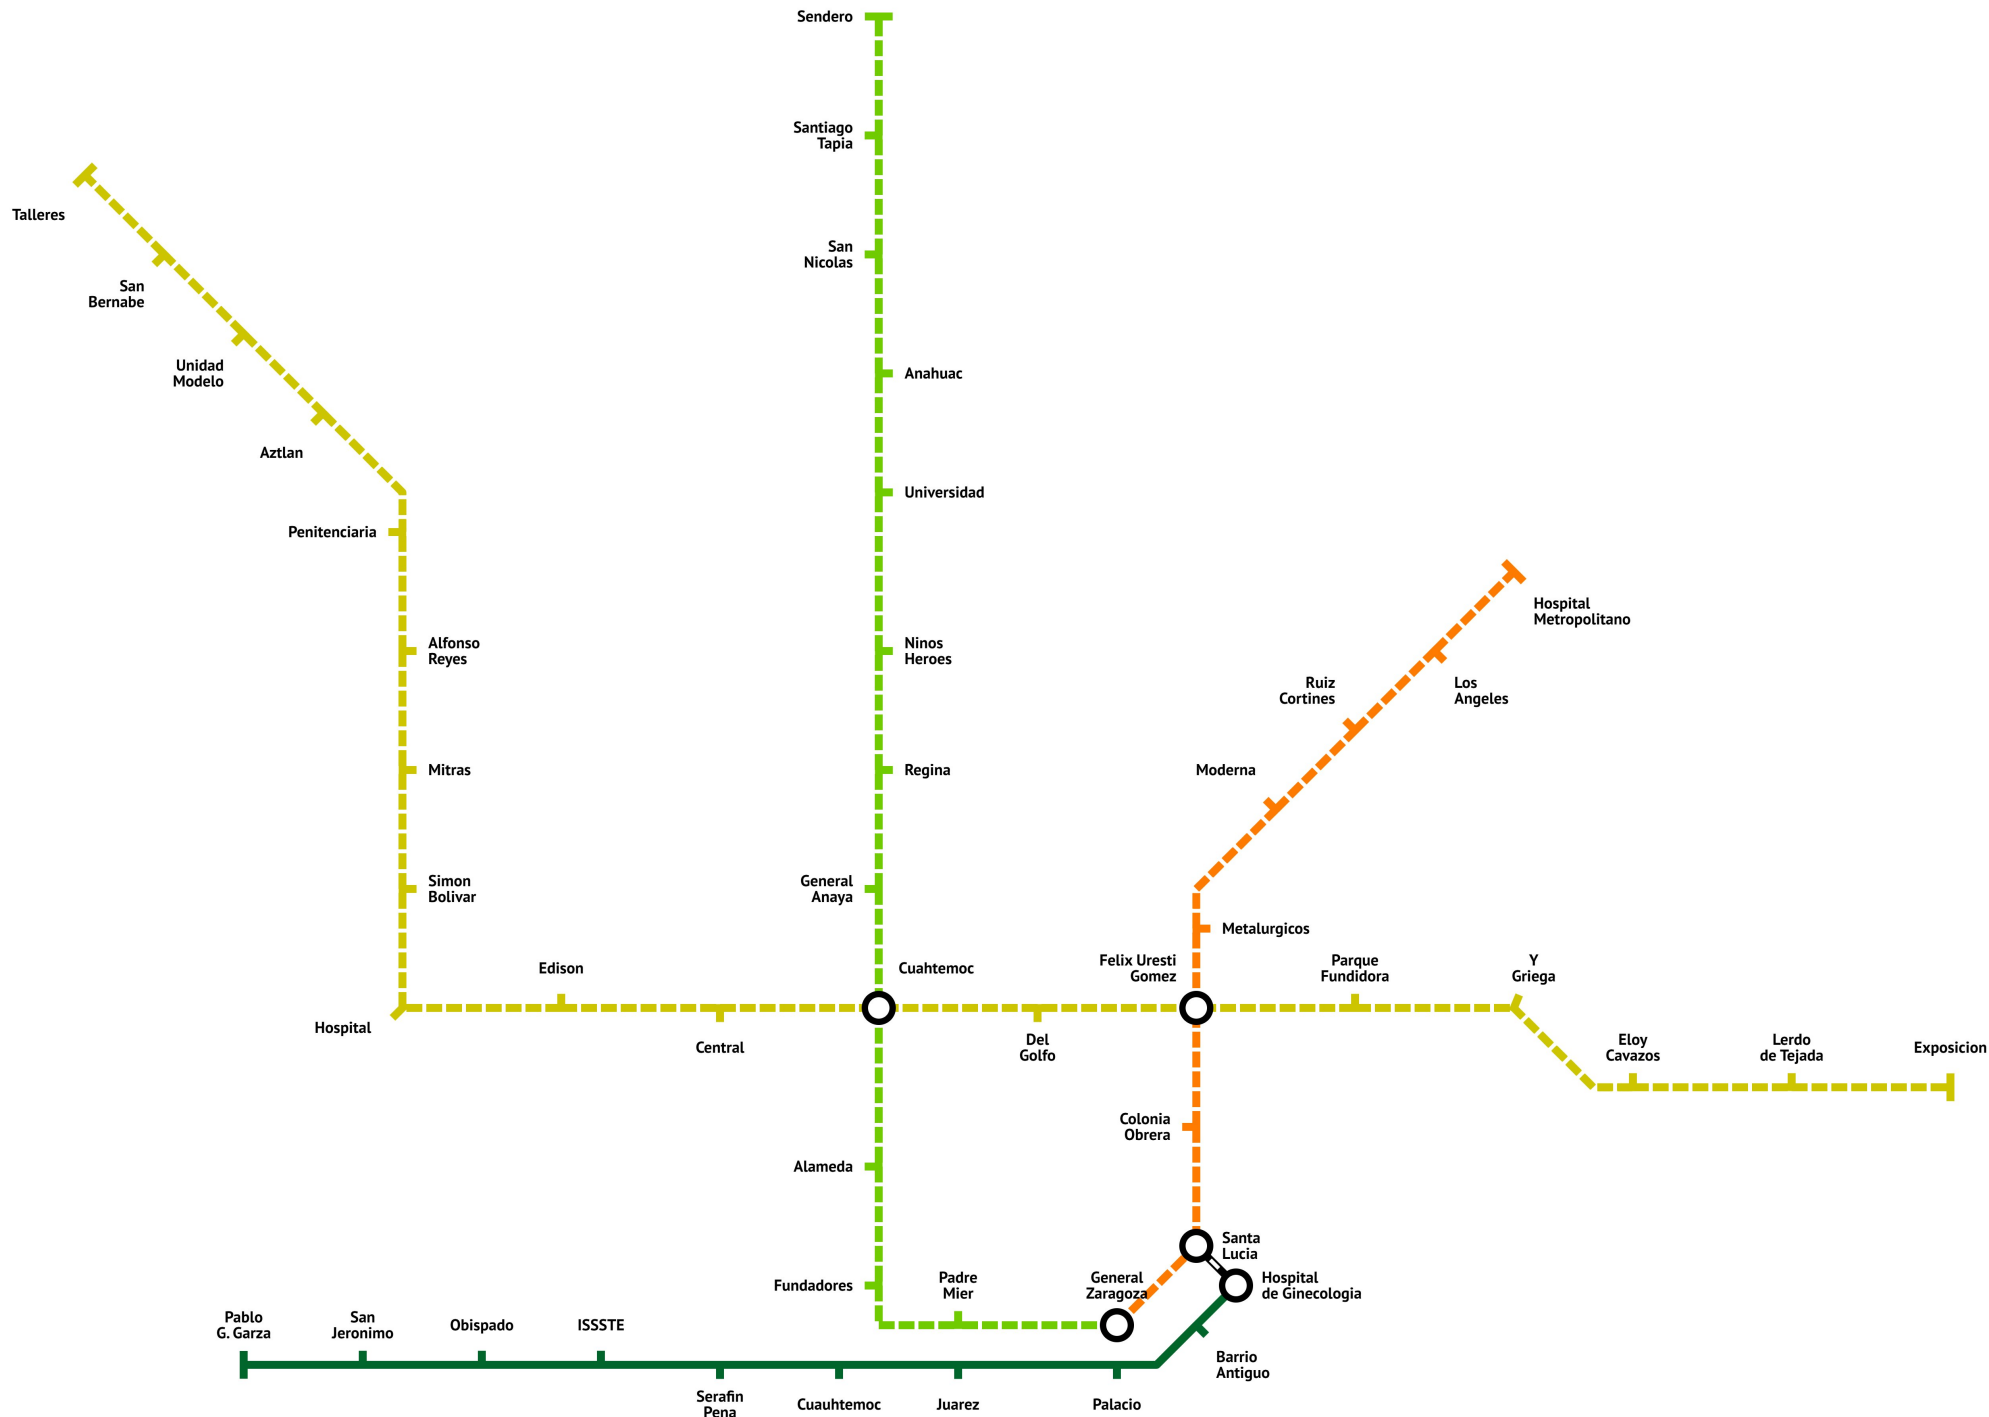 Sendero
Santiago
Tapia
Talleres
San
Nicolas
San
Bernabe
Unidad
Modelo
Anahuac
Aztlan
Universidad
Penitenciaria
Hospital
Metropolitano
Alfonso
Reyes
Ninos
Heroes
Ruiz
Cortines
Los
Angeles
Mitras
Regina
Moderna
Simon
Bolivar
General
Anaya
Metalurgicos
Edison
Cuahtemoc
Felix Uresti
Gomez
Parque
Fundidora
Y
Griega
Hospital
Central
Del
Golfo
Eloy
Cavazos
Lerdo
de Tejada
Exposicion
Colonia
Obrera
Alameda
Santa
Lucia
Fundadores
Padre
Mier
General
Zaragoza
Hospital
de Ginecologia
Pablo
G. Garza
San
Jeronimo
Obispado
ISSSTE
Barrio
Antiguo
Serafin
Pena
Cuauhtemoc
Juarez
Palacio